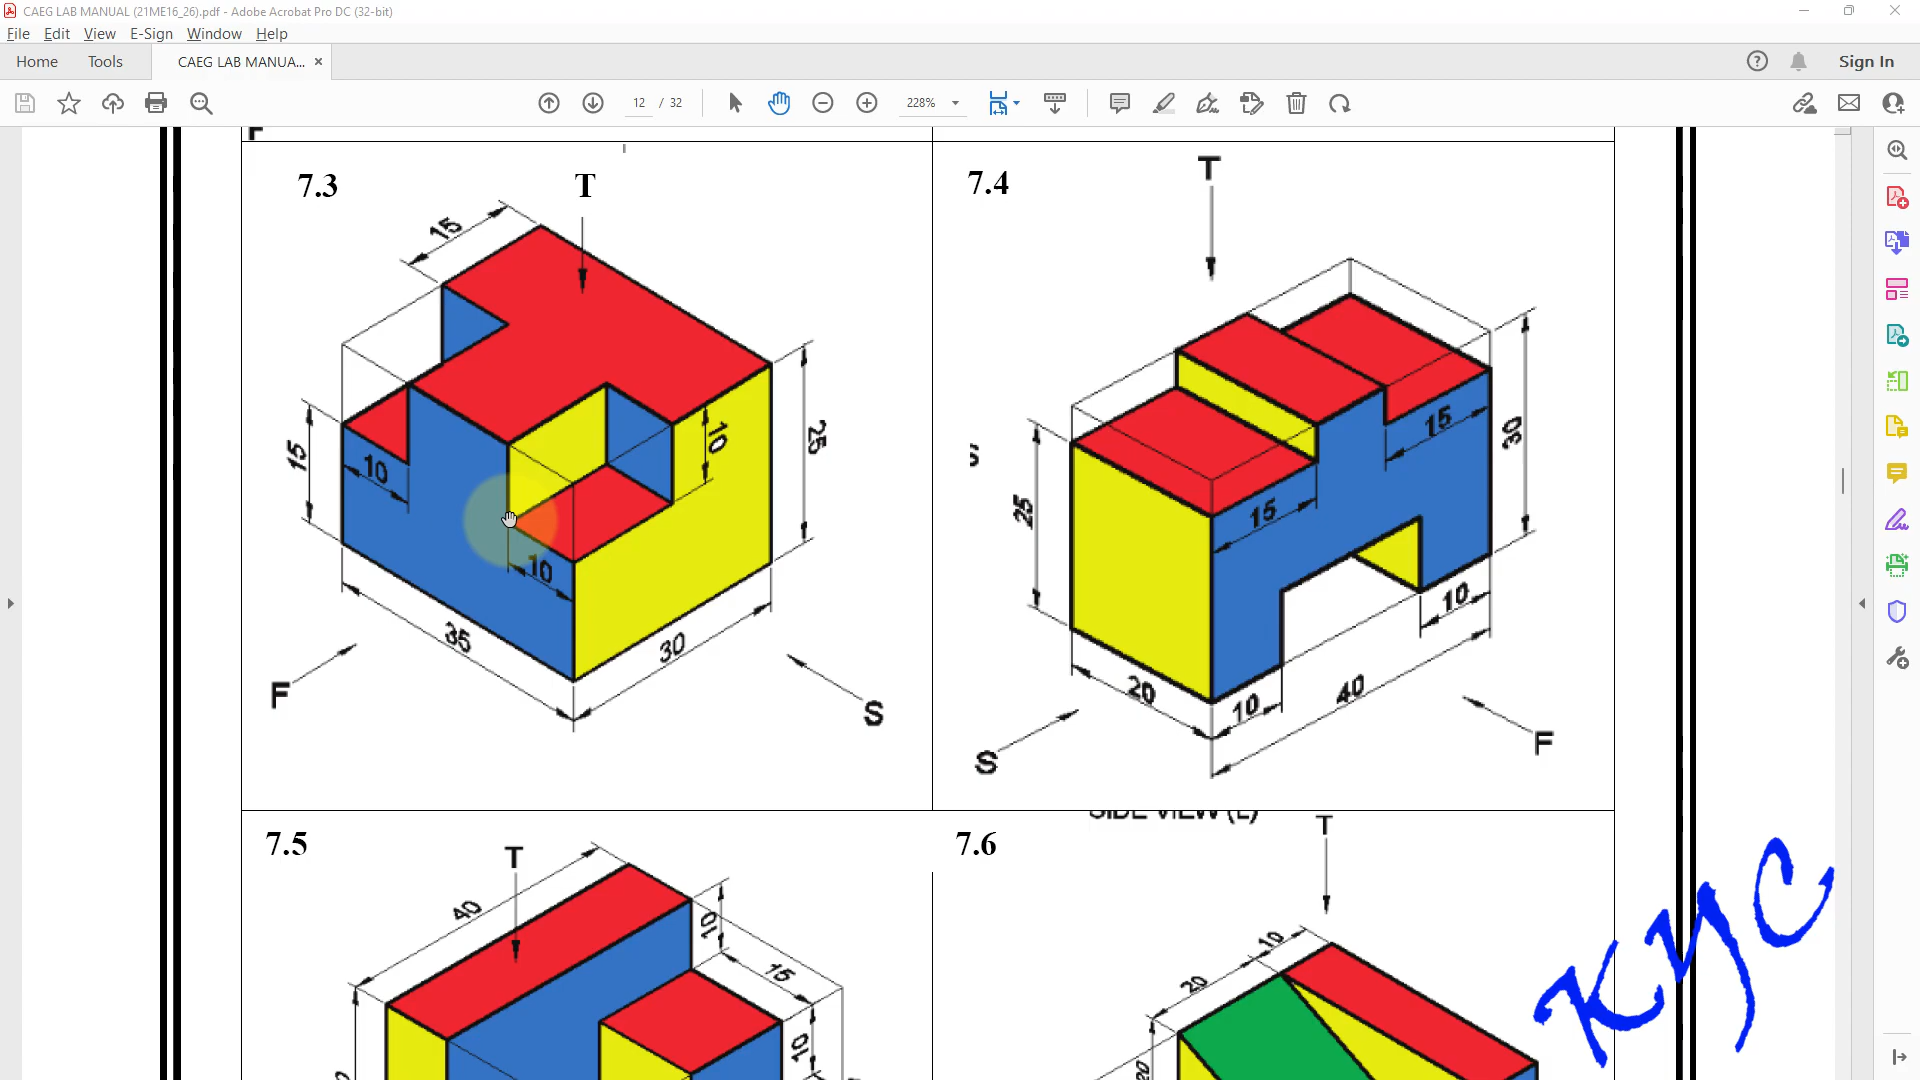 CAEG LAB MANUAL (21ME16_26).pdf - Adobe Acrobat Pro DC (32-bit)
File Edit View E-Sign Window Help
Home Tools CAEG LAB MANUA... × Sign In
12 / 32 228%
F
7.3 T
15
15
10
10
25
10
35
30
F
S
7.4 T
S
25
15
15
30
10
20
10
40
S
F
7.5 T
40
10
15
10
SIDE VIEW (L)
7.6 T
10
20
20
KYC